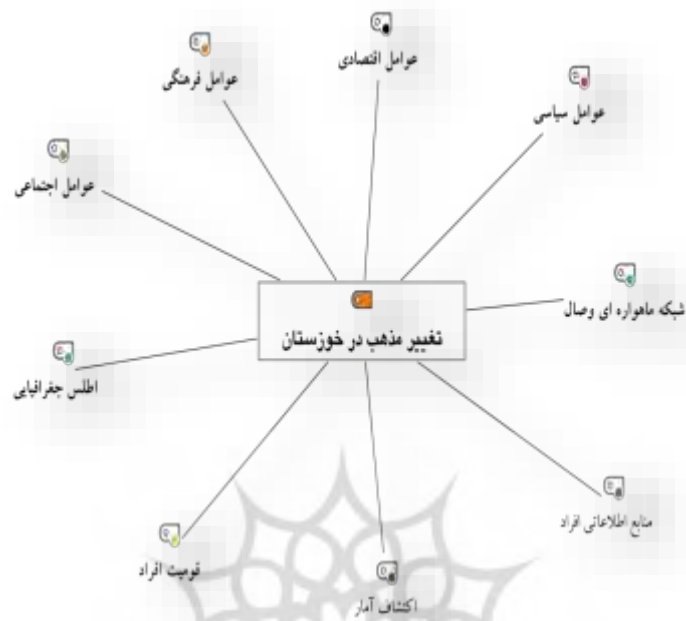 عوامل اقتصادی
عوامل فرهنگی
عوامل سیاسی
عوامل اجتماعی
شبکه ماهواره ای وصال
تغییر مذهب در خوزستان
اطلس جغرافیایی
منابع اطلاعاتی افراد
قومیت افراد
اکتشاف آمار